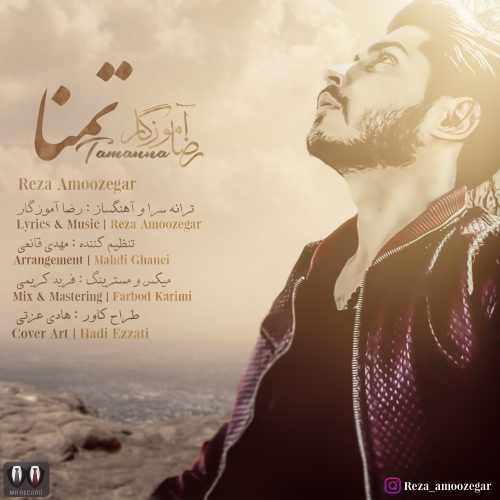 تمنا
رضا آموزگار
Tamanna
Reza Amoozegar
ترانه سرا و آهنگساز : رضا آموزگار
Lyrics & Music | Reza Amoozegar
تنظیم کننده : مهدی قانعی
Arrangement | Mahdi Ghanei
میکس و مسترینگ : فرید کریمی
Mix & Mastering | Farbod Karimi
طراح کاور : هادی عزتی
Cover Art | Hadi Ezzati
Reza_amoozegar